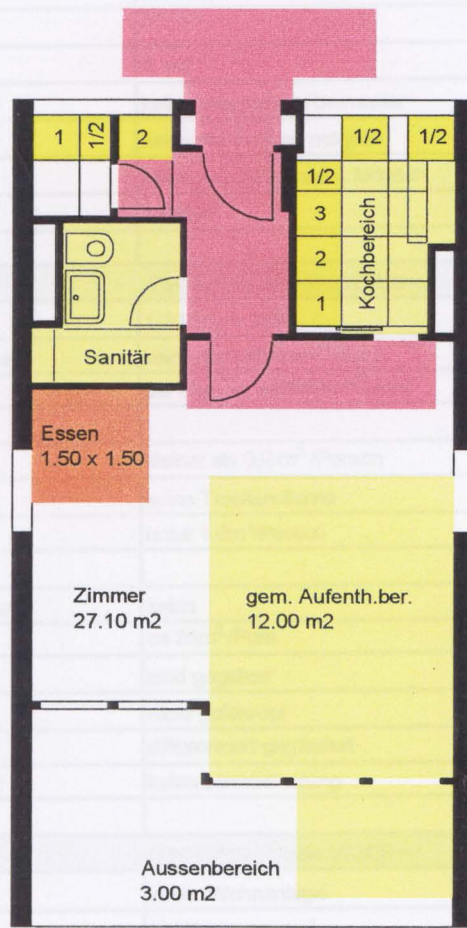 1 1/2 2
1/2 1/2
1/2
3
2
1
Kochbereich
Sanitär
Essen
1.50 x 1.50
Zimmer
27.10 m2
gem. Aufenth.ber.
12.00 m2
Aussenbereich
3.00 m2